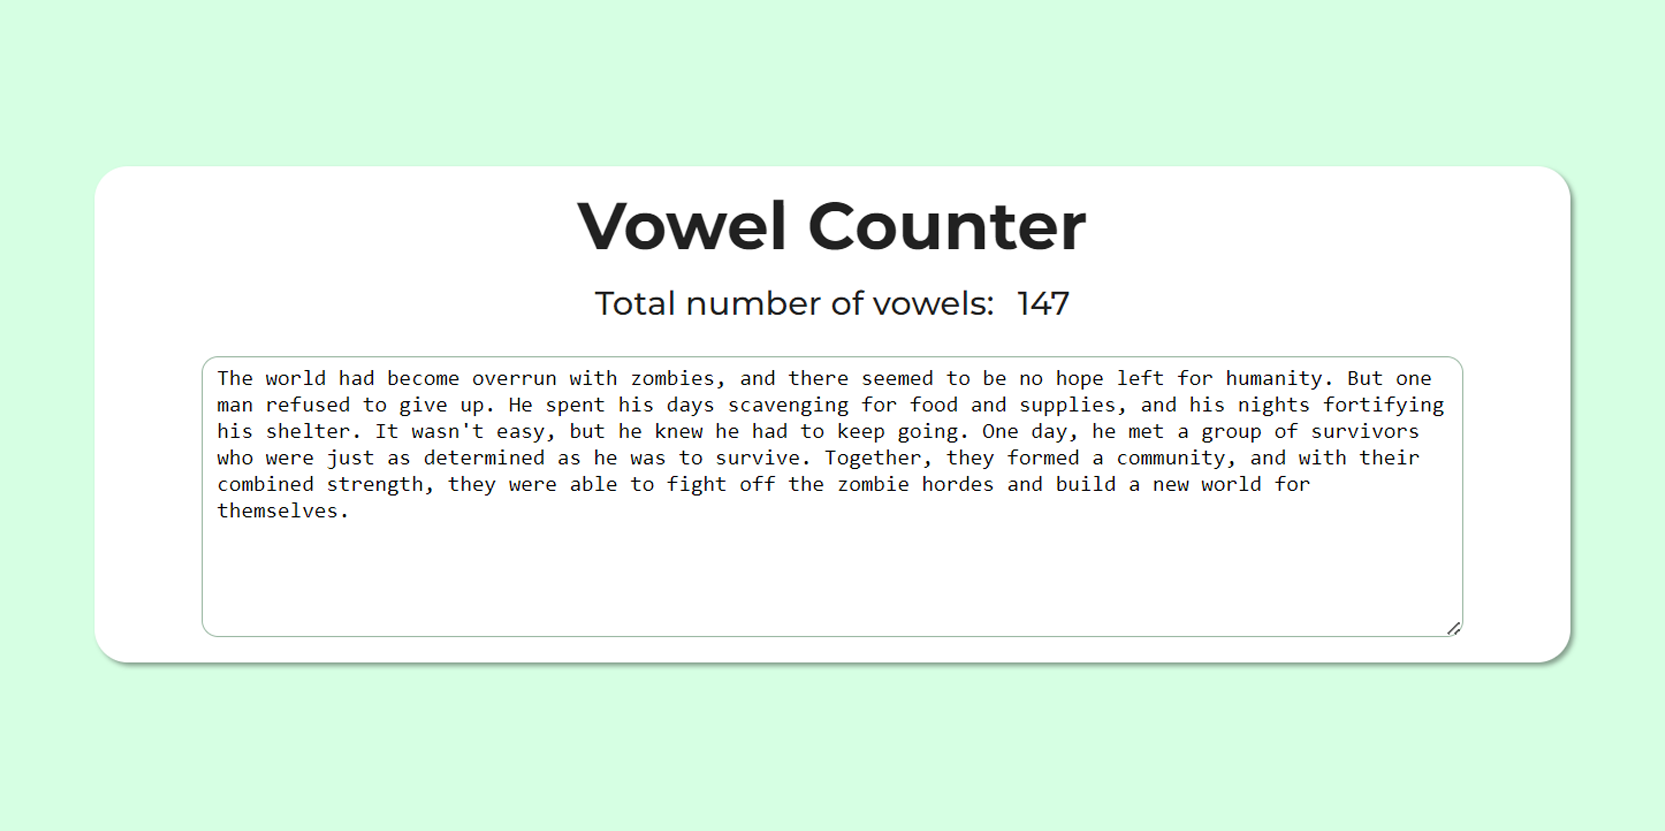 Vowel Counter
Total number of vowels: 147
The world had become overrun with zombies, and there seemed to be no hope left for humanity. But one
man refused to give up. He spent his days scavenging for food and supplies, and his nights fortifying
his shelter. It wasn't easy, but he knew he had to keep going. One day, he met a group of survivors
who were just as determined as he was to survive. Together, they formed a community, and with their
combined strength, they were able to fight off the zombie hordes and build a new world for
themselves.